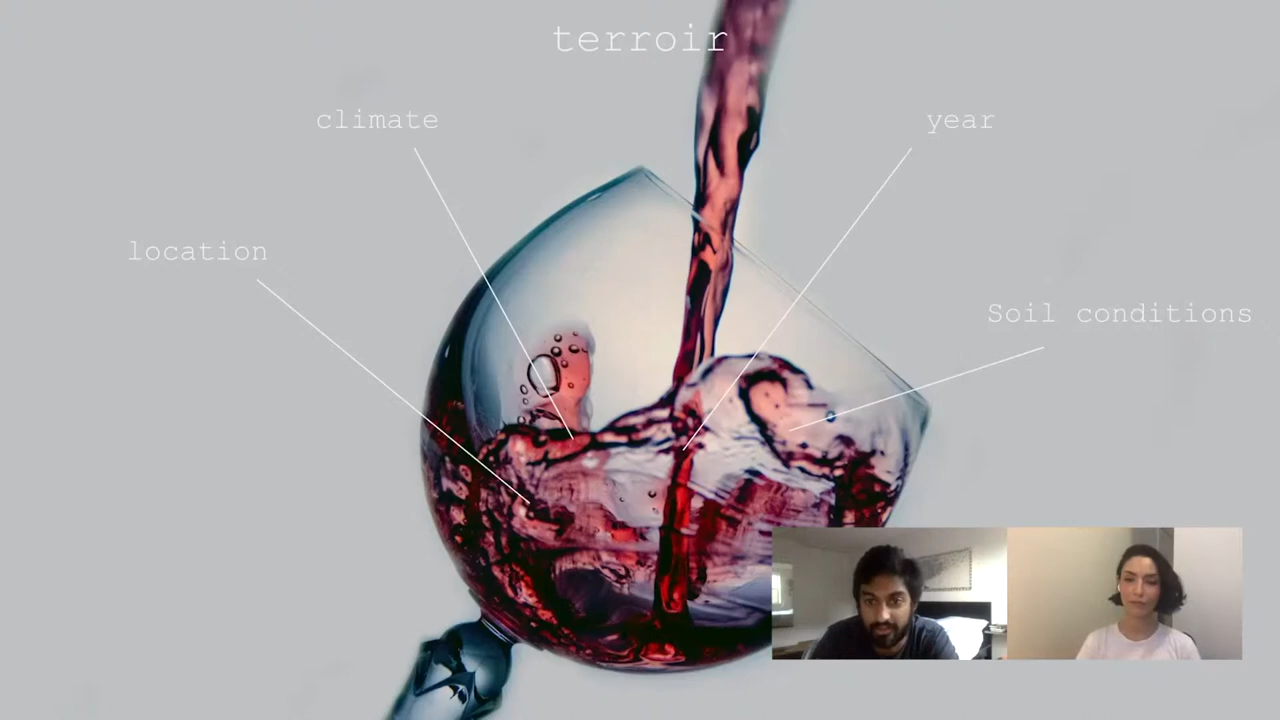 terroir
climate
year
location
Soil conditions